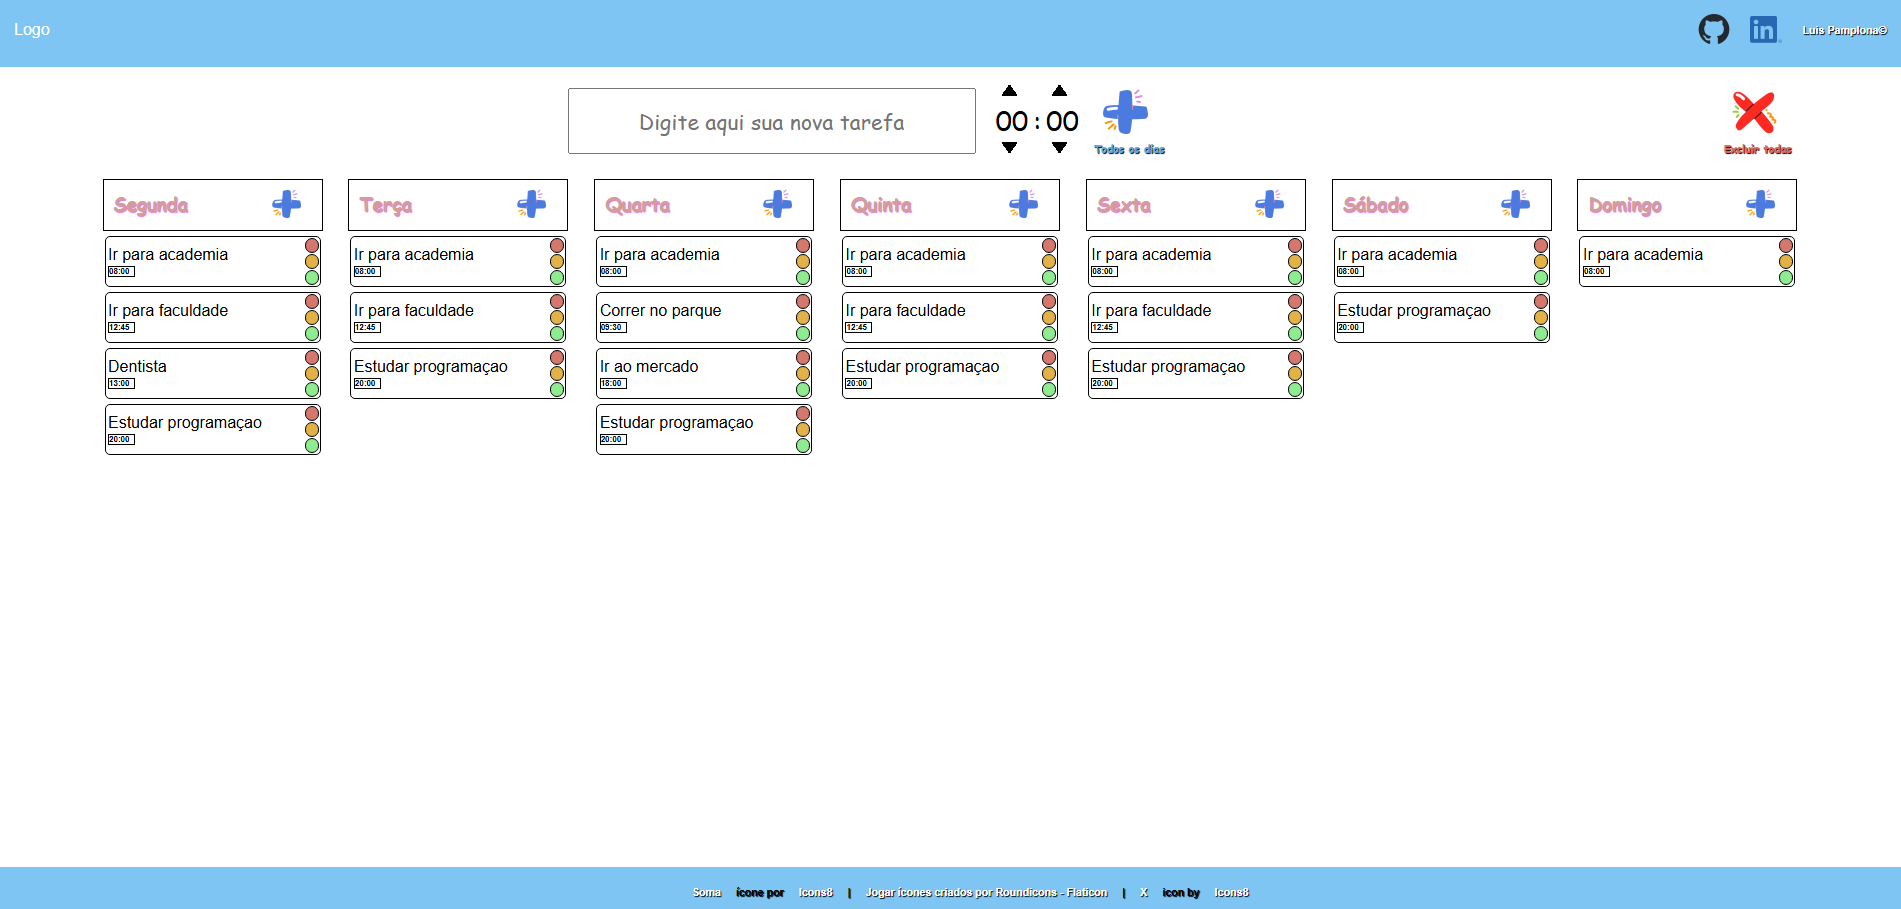 Logo
Luis Pamplona©
Digite aqui sua nova tarefa
00 : 00
Todos os dias
Excluir todas
Segunda
Ir para academia
08:00
Ir para faculdade
12:45
Dentista
13:00
Estudar programaçao
20:00
Terça
Ir para academia
08:00
Ir para faculdade
12:45
Estudar programaçao
20:00
Quarta
Ir para academia
08:00
Correr no parque
09:30
Ir ao mercado
18:00
Estudar programaçao
20:00
Quinta
Ir para academia
08:00
Ir para faculdade
12:45
Estudar programaçao
20:00
Sexta
Ir para academia
08:00
Ir para faculdade
12:45
Estudar programaçao
20:00
Sábado
Ir para academia
08:00
Estudar programaçao
20:00
Domingo
Ir para academia
08:00
Soma ícone por Icons8 | Jogar ícones criados por Roundicons - Flaticon | X icon by Icons8